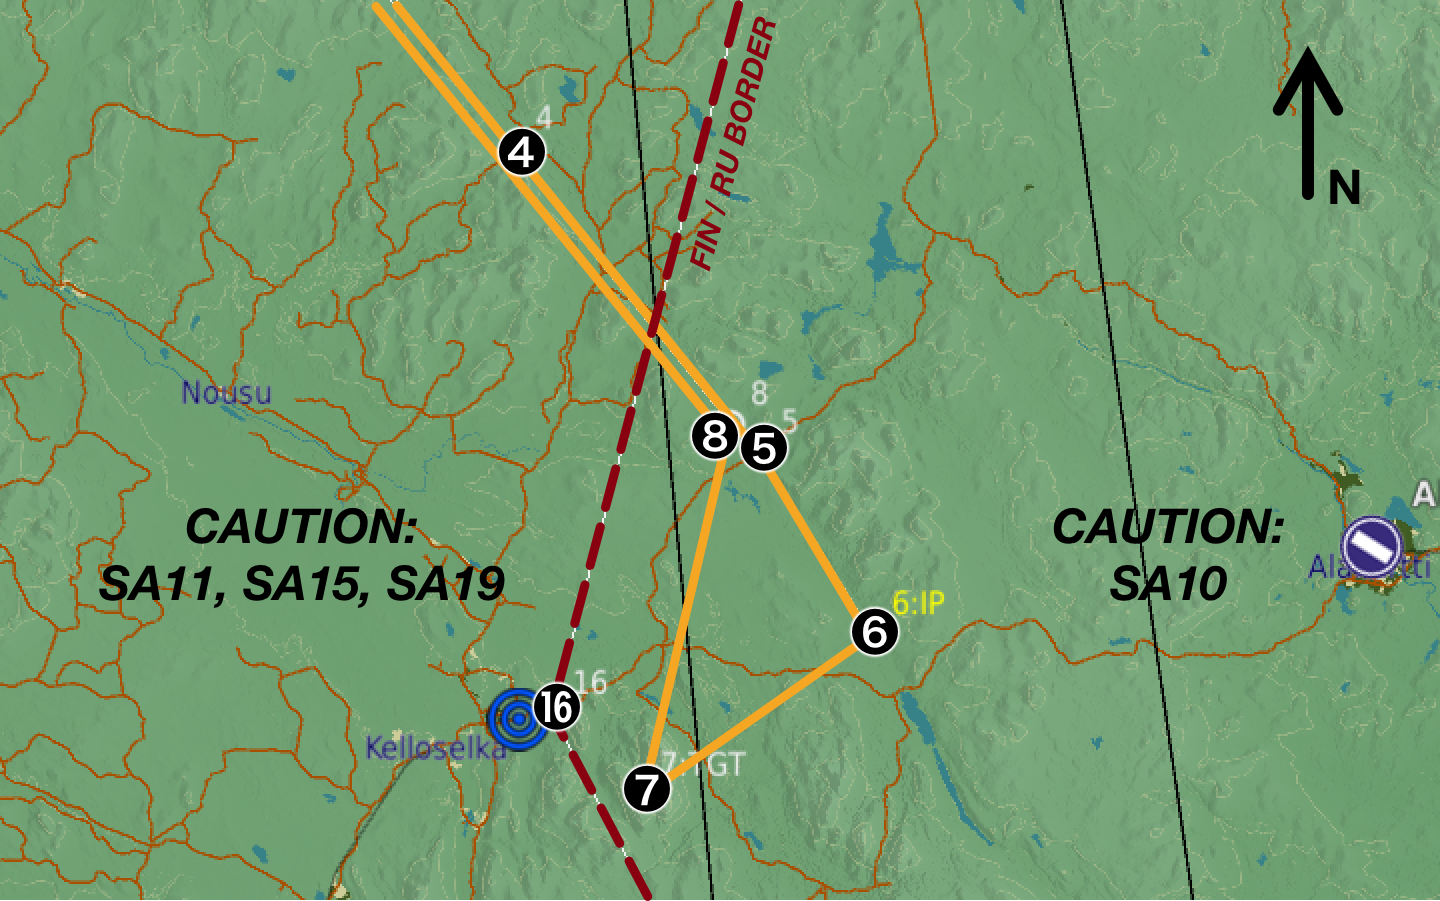 4
4
FIN / RU BORDER
N
Nousu
8
5
8
5
CAUTION:
SA11, SA15, SA19
CAUTION:
SA10
A
6:IP
6
16
16
Kelloselka
7:TGT
7